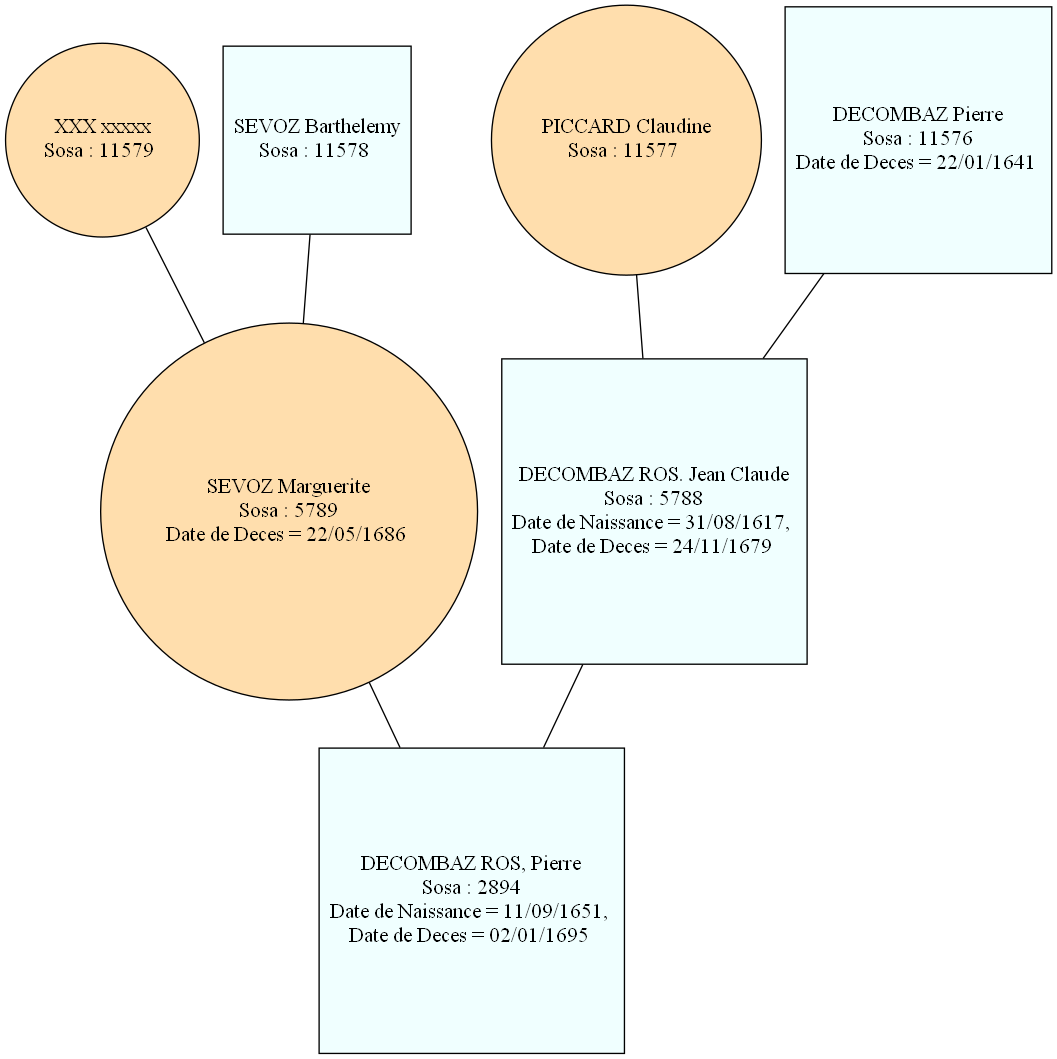 XXX xxxxx
Sosa : 11579
SEVOZ Barthelemy
Sosa : 11578
PICCARD Claudine
Sosa : 11577
DECOMBAZ Pierre
Sosa : 11576
Date de Deces = 22/01/1641
SEVOZ Marguerite
Sosa : 5789
Date de Deces = 22/05/1686
DECOMBAZ ROS. Jean Claude
Sosa : 5788
Date de Naissance = 31/08/1617,
Date de Deces = 24/11/1679
DECOMBAZ ROS, Pierre
Sosa : 2894
Date de Naissance = 11/09/1651,
Date de Deces = 02/01/1695